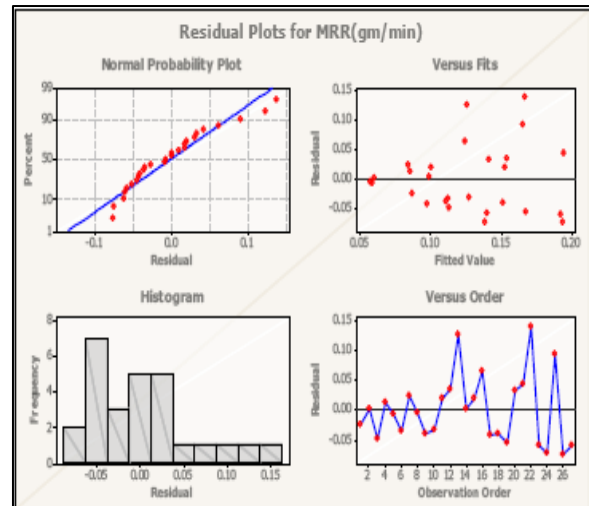 Residual Plots for MRR(gm/min)
Normal Probability Plot
Versus Fits
99
90
50
10
1
Percent
-0.1
0.0
0.1
Residual
0.15
0.10
0.05
0.00
-0.05
Residual
0.05
0.10
0.15
0.20
Fitted Value
Histogram
Versus Order
8
6
4
2
0
Frequency
-0.05
0.00
0.05
0.10
0.15
Residual
0.15
0.10
0.05
0.00
-0.05
Residual
2 4 6 8 10 12 14 16 18 20 22 24 26
Observation Order